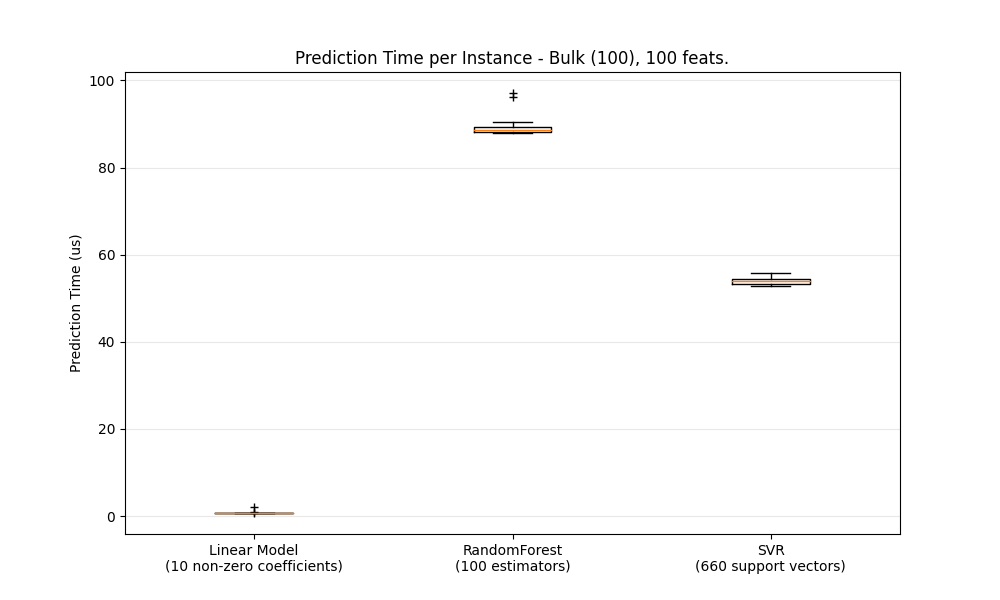 Prediction Time per Instance - Bulk (100), 100 feats.
100
80
60
40
20
0
Prediction Time (us)
Linear Model
(10 non-zero coefficients)
RandomForest
(100 estimators)
SVR
(660 support vectors)